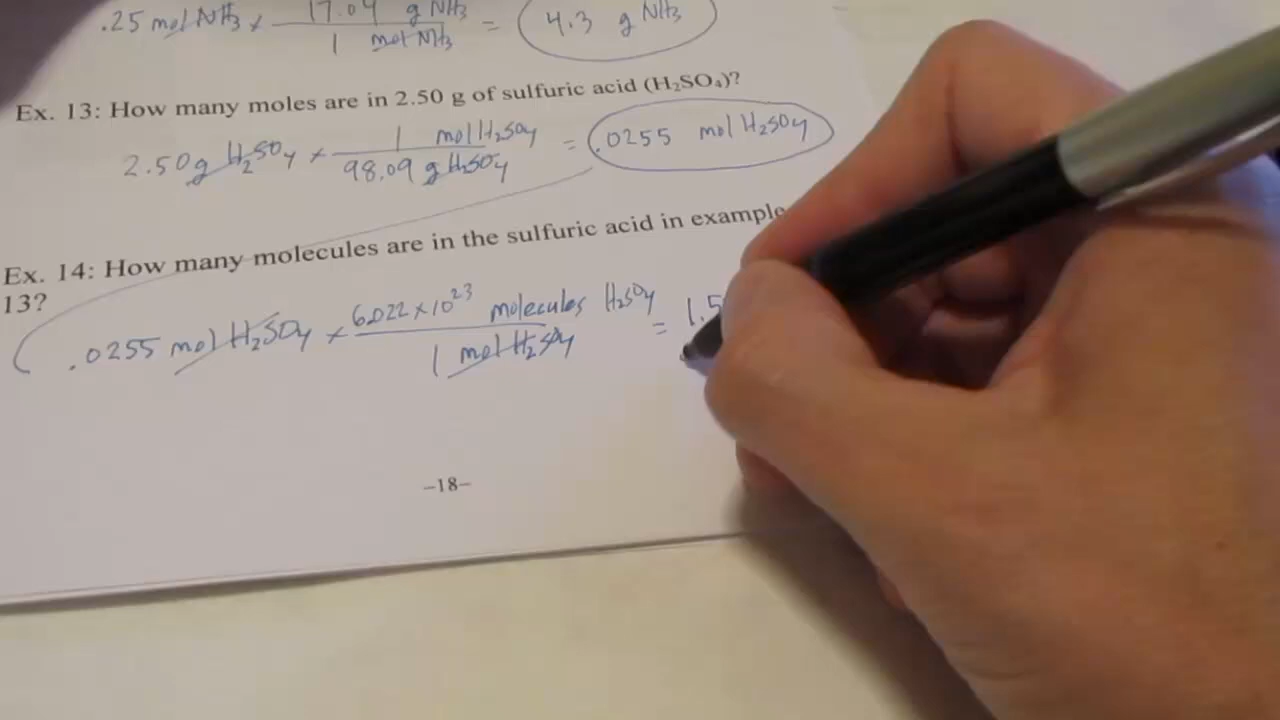 .25 mol NH3 × 17.04 g NH3 / 1 mol NH3 = 4.3 g NH3
Ex. 13: How many moles are in 2.50 g of sulfuric acid (H₂SO₄)?
2.50 g H2SO4 × 1 mol H2SO4 / 98.09 g H2SO4 = .0255 mol H2SO4
Ex. 14: How many molecules are in the sulfuric acid in example
13?
.0255 mol H2SO4 × 6.022 × 10^23 molecules H2SO4 / 1 mol H2SO4 = 1.5
–18–